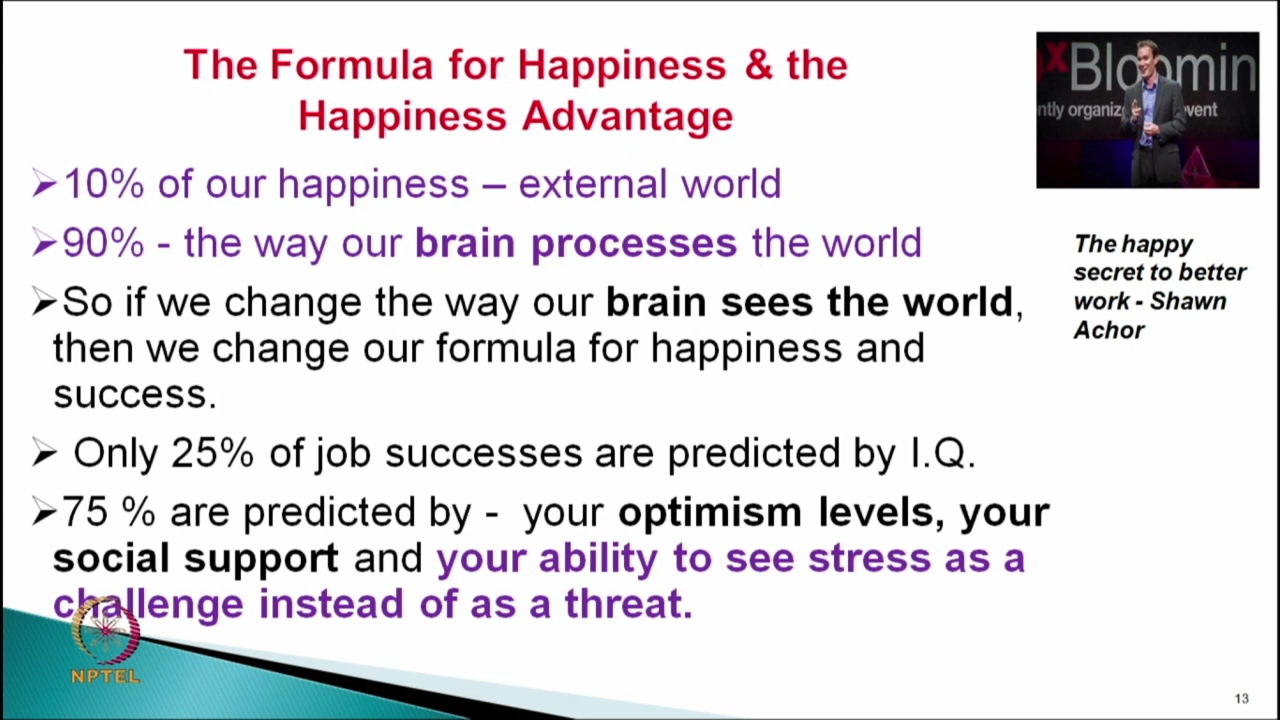 The Formula for Happiness & the
Happiness Advantage
➢10% of our happiness – external world
➢90% - the way our brain processes the world
➢So if we change the way our brain sees the world,
then we change our formula for happiness and
success.
➢ Only 25% of job successes are predicted by I.Q.
➢75 % are predicted by - your optimism levels, your
social support and your ability to see stress as a
challenge instead of as a threat.
xBloomin
ntly organiz vent
The happy
secret to better
work - Shawn
Achor
NPTEL
13